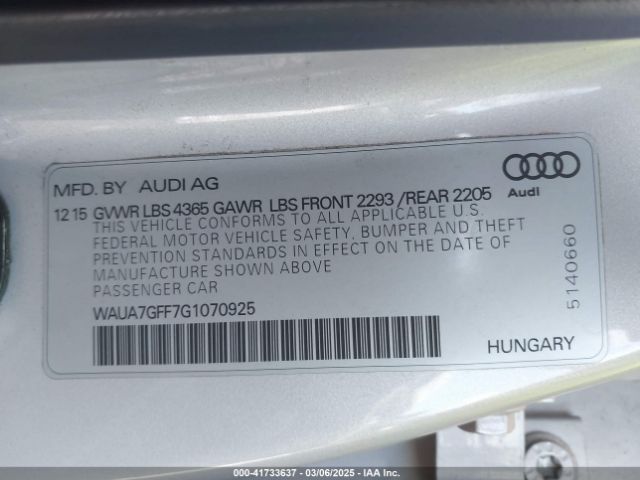 MFD. BY AUDI AG
12 15 GVWR LBS 4365 GAWR LBS FRONT 2293 /REAR 2205
THIS VEHICLE CONFORMS TO ALL APPLICABLE U.S.
FEDERAL MOTOR VEHICLE SAFETY, BUMPER AND THEFT
PREVENTION STANDARDS IN EFFECT ON THE DATE OF
MANUFACTURE SHOWN ABOVE
PASSENGER CAR
WAUA7GFF7G1070925
Audi
5140660
HUNGARY
000-41733637 - 03/06/2025 - IAA Inc.